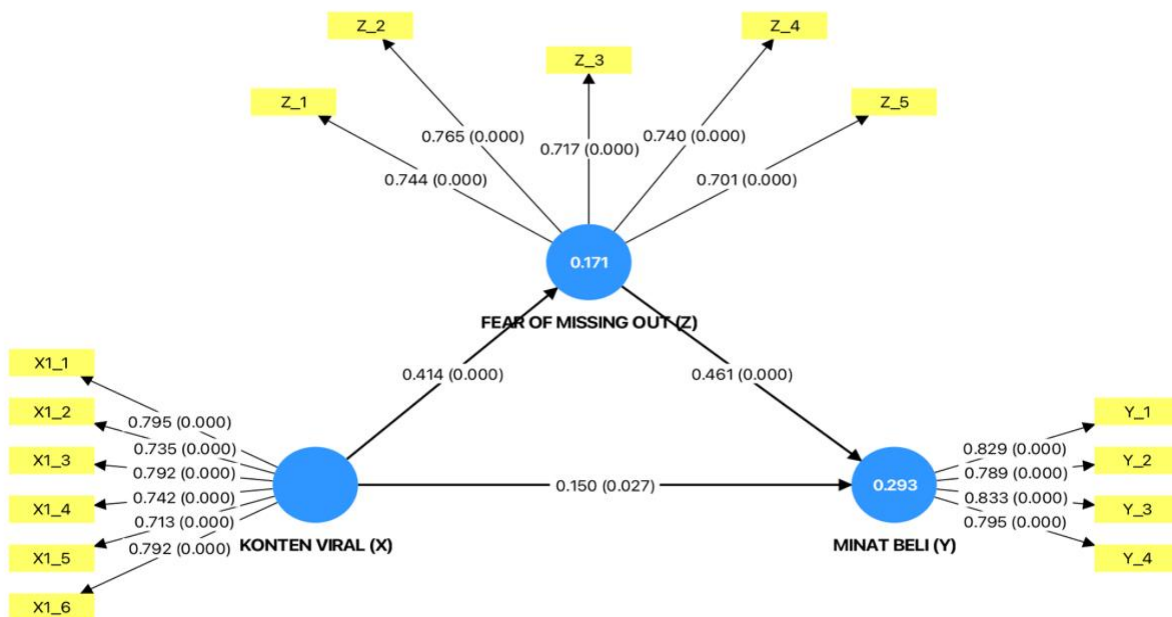 Z_2
Z_4
Z_3
Z_1
Z_5
0.765 (0.000)
0.740 (0.000)
0.717 (0.000)
0.744 (0.000)
0.701 (0.000)
0.171
FEAR OF MISSING OUT (Z)
X1_1
X1_2
X1_3
X1_4
X1_5
X1_6
0.795 (0.000)
0.735 (0.000)
0.792 (0.000)
0.742 (0.000)
0.713 (0.000)
0.792 (0.000)
0.414 (0.000)
0.461 (0.000)
0.150 (0.027)
KONTEN VIRAL (X)
0.293
MINAT BELI (Y)
0.829 (0.000)
0.789 (0.000)
0.833 (0.000)
0.795 (0.000)
Y_1
Y_2
Y_3
Y_4